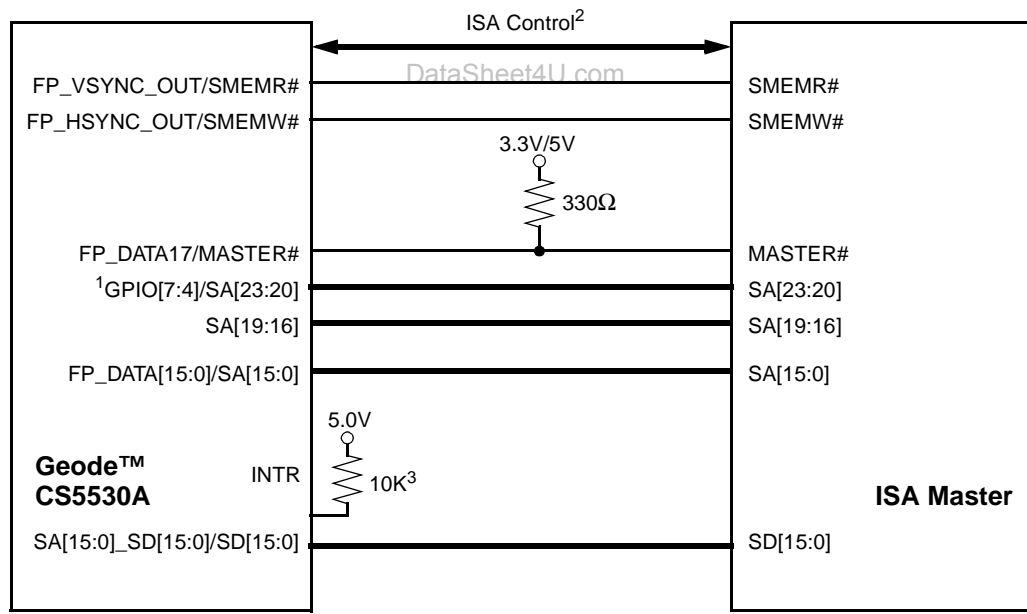 ISA Control2
DataSheet4U.com
FP_VSYNC_OUT/SMEMR# SMEMR#
FP_HSYNC_OUT/SMEMW# SMEMW#
3.3V/5V
330Ω
FP_DATA17/MASTER# MASTER#
1GPIO[7:4]/SA[23:20] SA[23:20]
SA[19:16] SA[19:16]
FP_DATA[15:0]/SA[15:0] SA[15:0]
5.0V
INTR 10K3
Geode™
CS5530A
ISA Master
SA[15:0]_SD[15:0]/SD[15:0] SD[15:0]